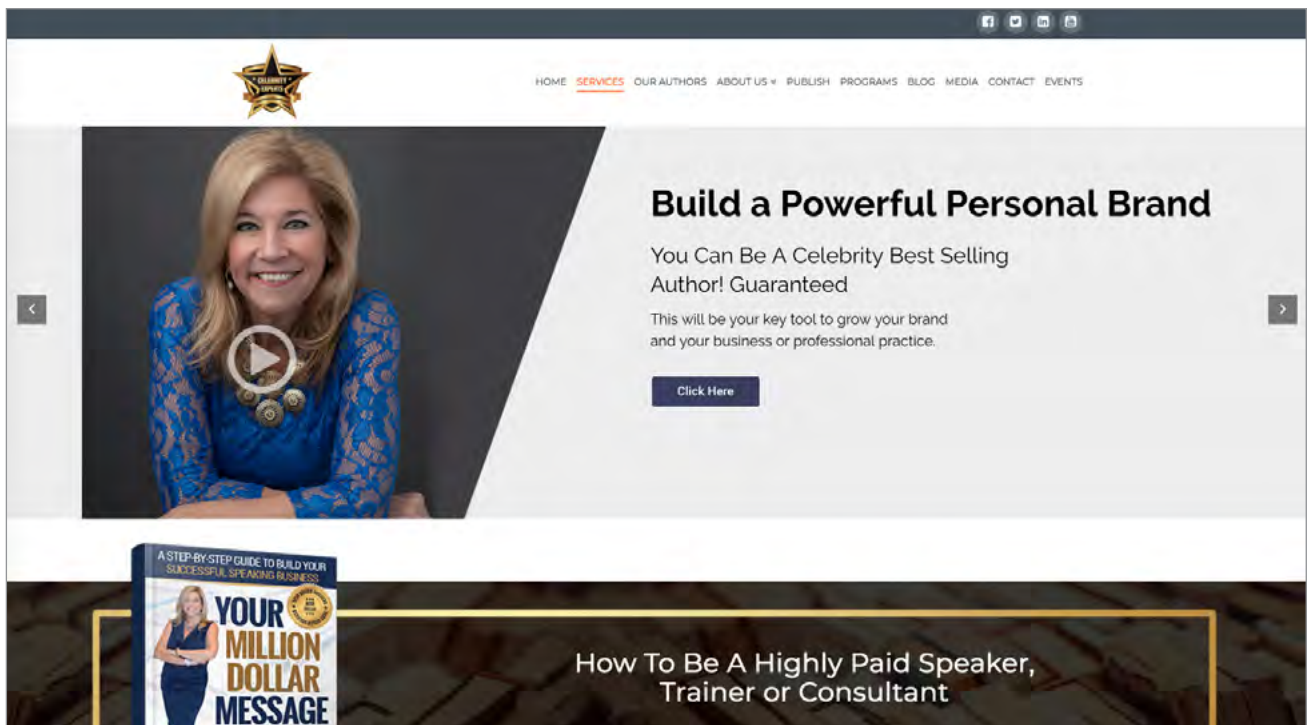 CELEBRITY
EXPERTS
HOME SERVICES OUR AUTHORS ABOUT US PUBLISH PROGRAMS BLOG MEDIA CONTACT EVENTS
Build a Powerful Personal Brand
You Can Be A Celebrity Best Selling
Author! Guaranteed
This will be your key tool to grow your brand
and your business or professional practice.
Click Here
A STEP-BY-STEP GUIDE TO BUILD YOUR
SUCCESSFUL SPEAKING BUSINESS
YOUR
MILLION
DOLLAR
MESSAGE
How To Be A Highly Paid Speaker,
Trainer or Consultant